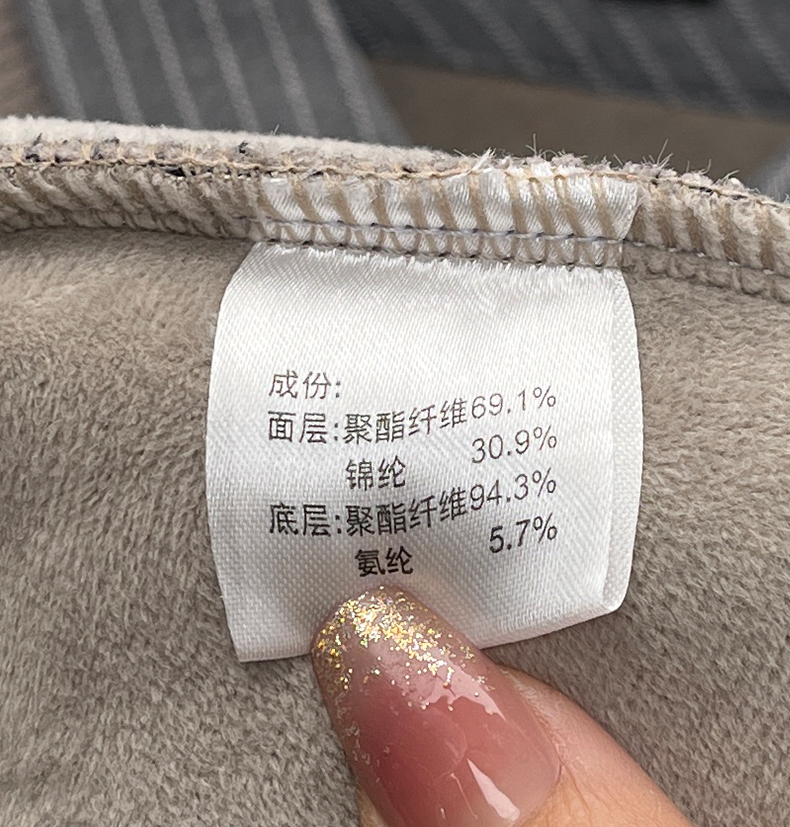 成份:
面层:聚酯纤维69.1%
锦纶 30.9%
底层:聚酯纤维94.3%
氨纶 5.7%